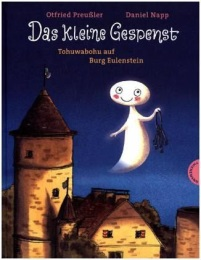 Otfried Preußler Daniel Napp
Das kleine Gespenst
Tohuwabohu auf
Burg Eulenstein